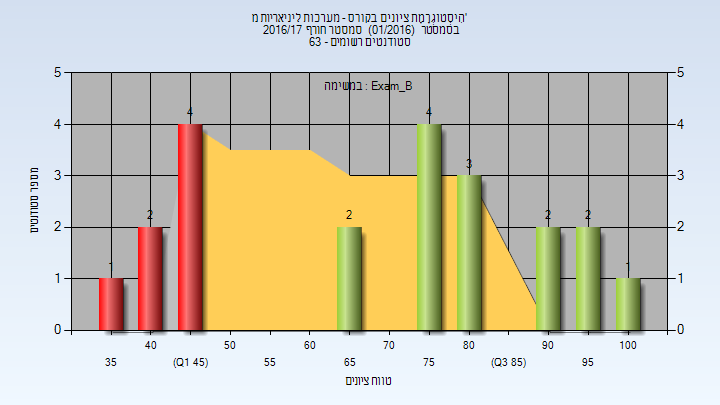 היסטוגרמת ציונים בקורס - מערכות ליניאריות מ'
בסמסטר (01/2016) סמסטר חורף 2016/17
סטודנטים רשומים - 63
במשימה : Exam_B
5 5
4 4 4 4
3 3 3
2 2 2 2 2 2
1 1 1 1
0 0
40 50 60 70 80 90 100
35 (Q1 45) 55 65 75 (Q3 85) 95
מספר סטודנטים
טווח ציונים